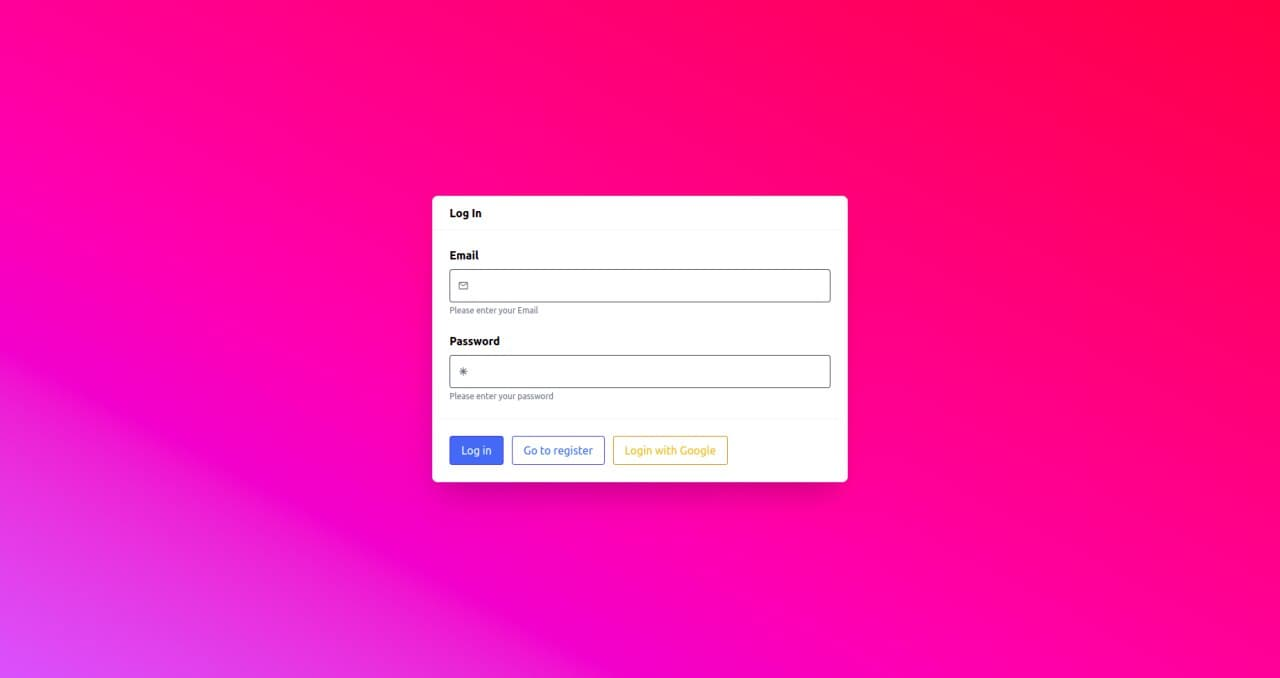 Log In
Email
Please enter your Email
Password
Please enter your password
Log in Go to register Login with Google